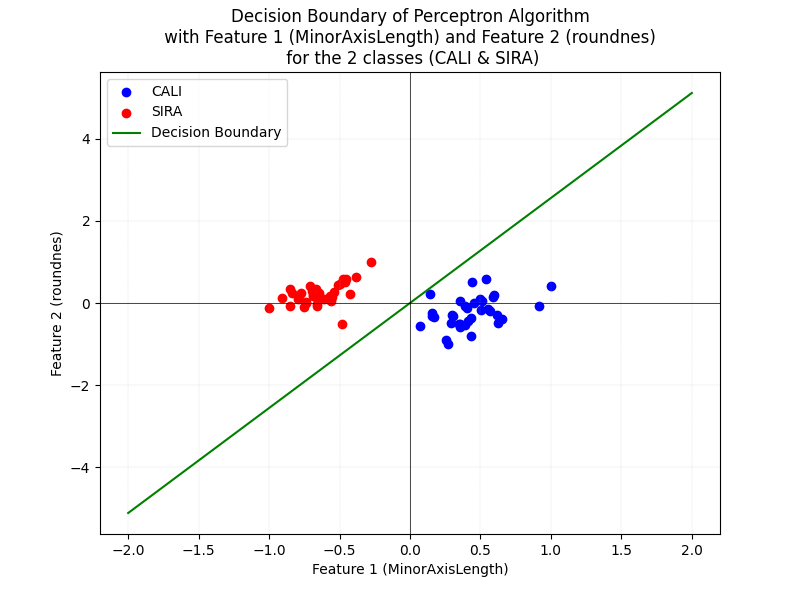 Decision Boundary of Perceptron Algorithm
with Feature 1 (MinorAxisLength) and Feature 2 (roundnes)
for the 2 classes (CALI & SIRA)
CALI
SIRA
Decision Boundary
Feature 2 (roundnes)
4
2
0
−2
−4
−2.0 −1.5 −1.0 −0.5 0.0 0.5 1.0 1.5 2.0
Feature 1 (MinorAxisLength)